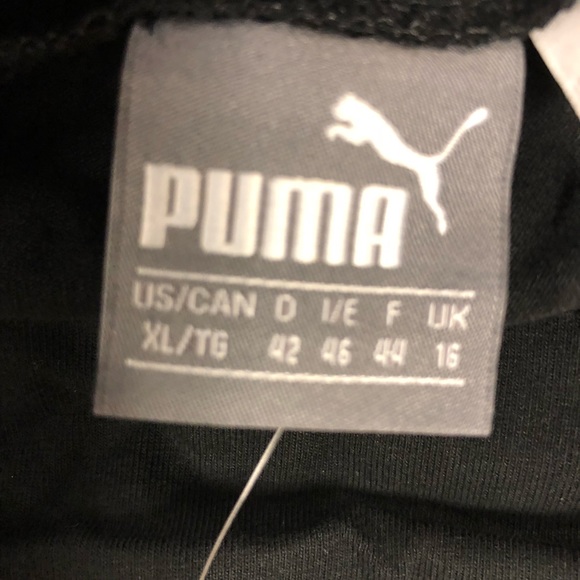 PUMA
US/CAN D I/E F UK
XL/TG 42 46 44 16